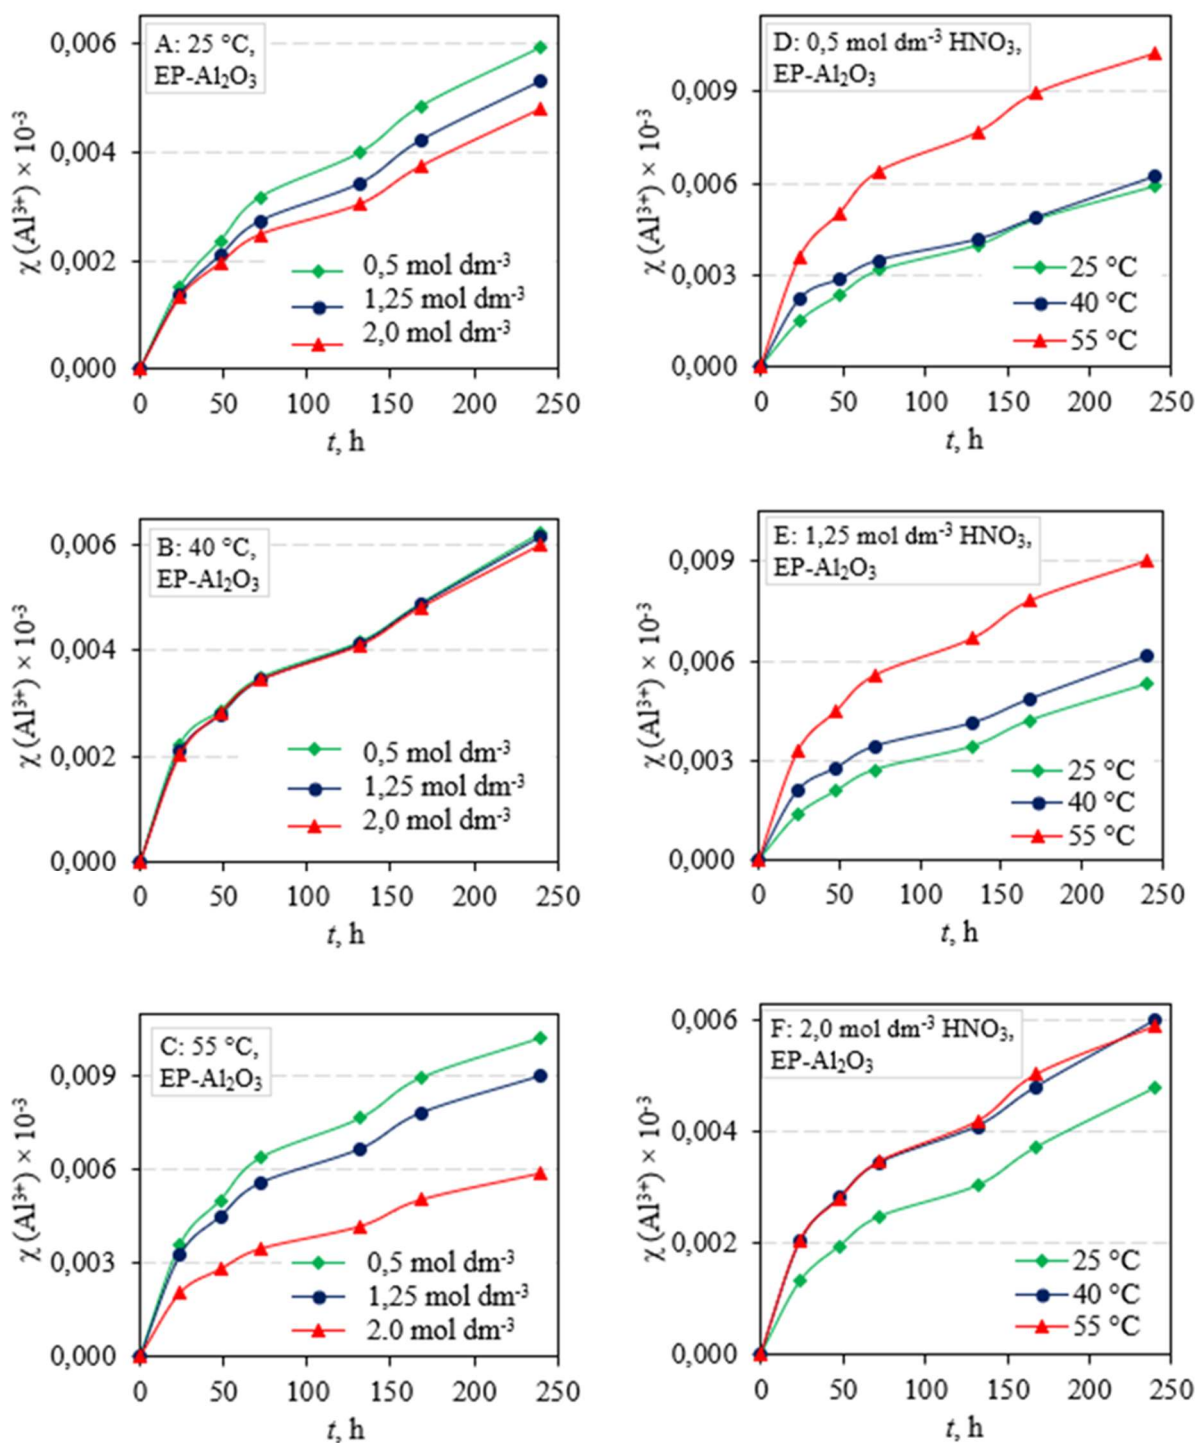 A: 25 °C,
EP-Al₂O₃
χ (Al³⁺) × 10⁻³
0,006
0,004
0,002
0,000
0,5 mol dm⁻³
1,25 mol dm⁻³
2,0 mol dm⁻³
0 50 100 150 200 250
t, h
D: 0,5 mol dm⁻³ HNO₃,
EP-Al₂O₃
χ (Al³⁺) × 10⁻³
0,009
0,006
0,003
0,000
25 °C
40 °C
55 °C
0 50 100 150 200 250
t, h
B: 40 °C,
EP-Al₂O₃
χ (Al³⁺) × 10⁻³
0,006
0,004
0,002
0,000
0,5 mol dm⁻³
1,25 mol dm⁻³
2,0 mol dm⁻³
0 50 100 150 200 250
t, h
E: 1,25 mol dm⁻³ HNO₃,
EP-Al₂O₃
χ (Al³⁺) × 10⁻³
0,009
0,006
0,003
0,000
25 °C
40 °C
55 °C
0 50 100 150 200 250
t, h
C: 55 °C,
EP-Al₂O₃
χ (Al³⁺) × 10⁻³
0,009
0,006
0,003
0,000
0,5 mol dm⁻³
1,25 mol dm⁻³
2.0 mol dm⁻³
0 50 100 150 200 250
t, h
F: 2,0 mol dm⁻³ HNO₃,
EP-Al₂O₃
χ (Al³⁺) × 10⁻³
0,006
0,004
0,002
0,000
25 °C
40 °C
55 °C
0 50 100 150 200 250
t, h